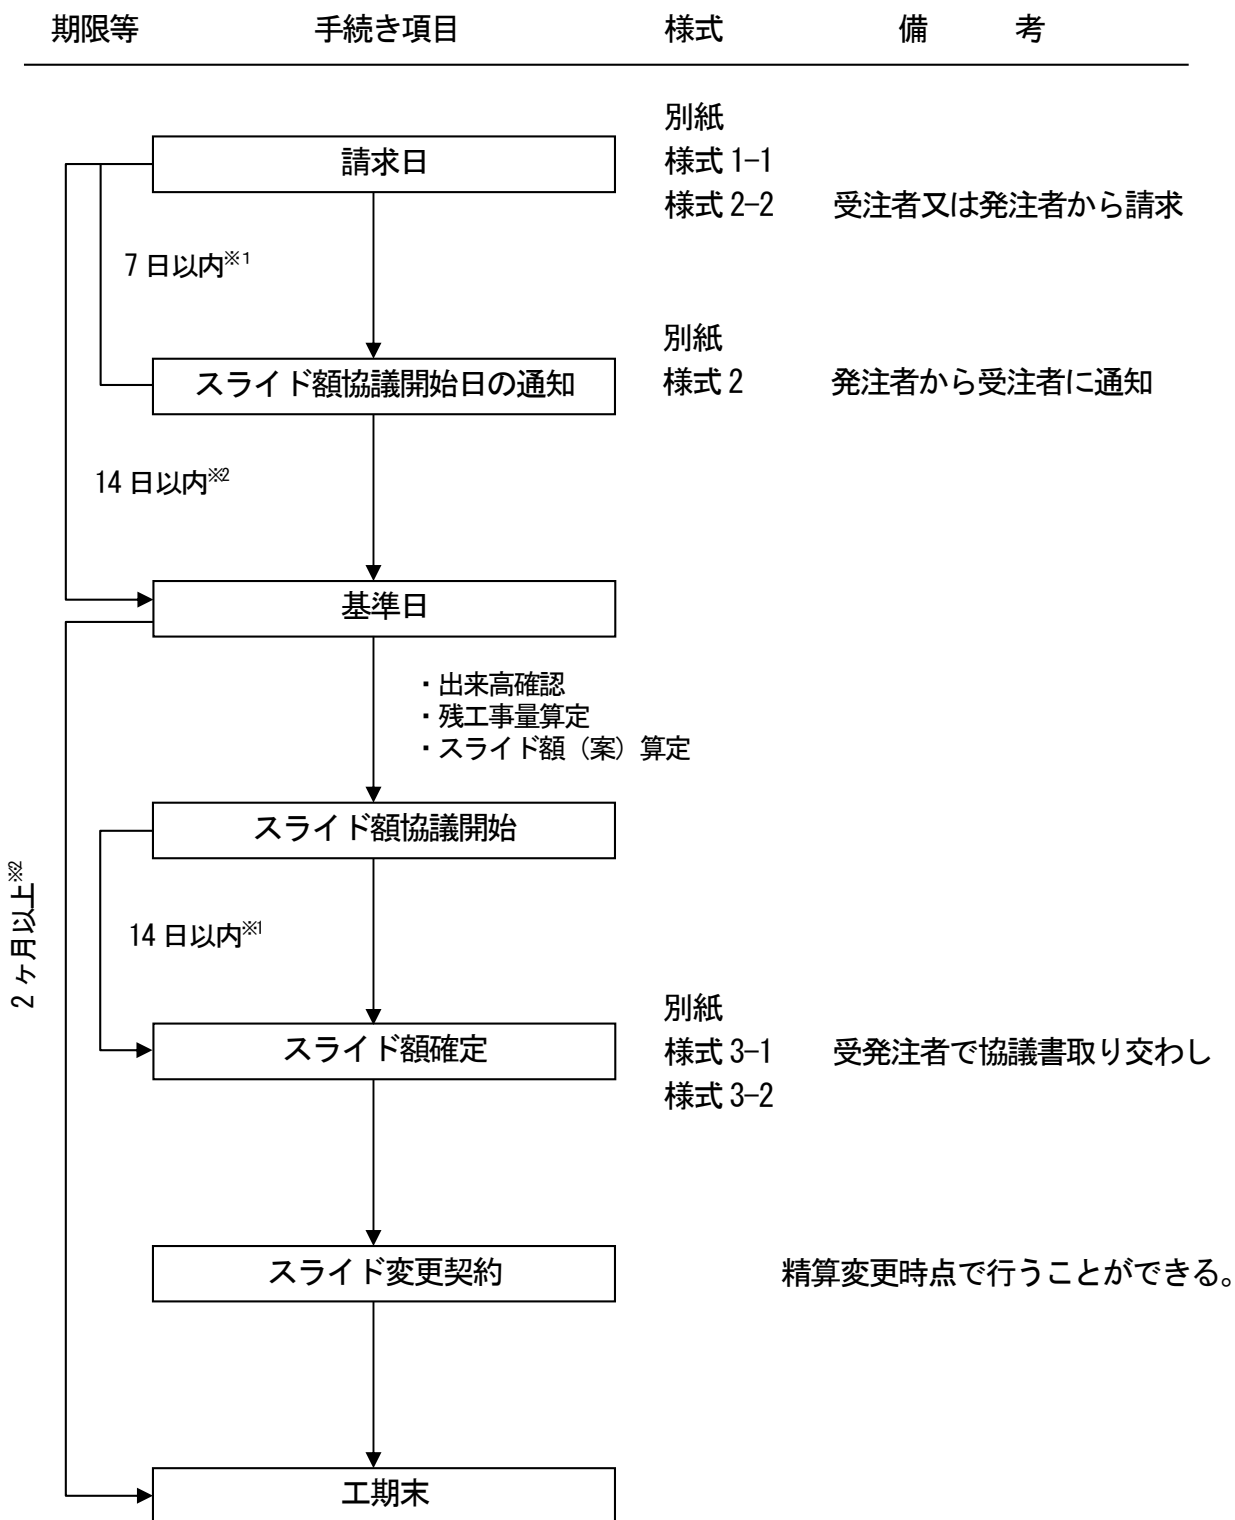 期限等 手続き項目 様式 備 考
別紙
請求日 様式 1-1
様式 2-2 受注者又は発注者から請求
7 日以内※1
別紙
スライド額協議開始日の通知 様式 2 発注者から受注者に通知
14 日以内※2
基準日
・出来高確認
・残工事量算定
・スライド額（案）算定
スライド額協議開始
2 ヶ月以上※2
14 日以内※1
別紙
スライド額確定 様式 3-1 受発注者で協議書取り交わし
様式 3-2
スライド変更契約 精算変更時点で行うことができる。
工期末